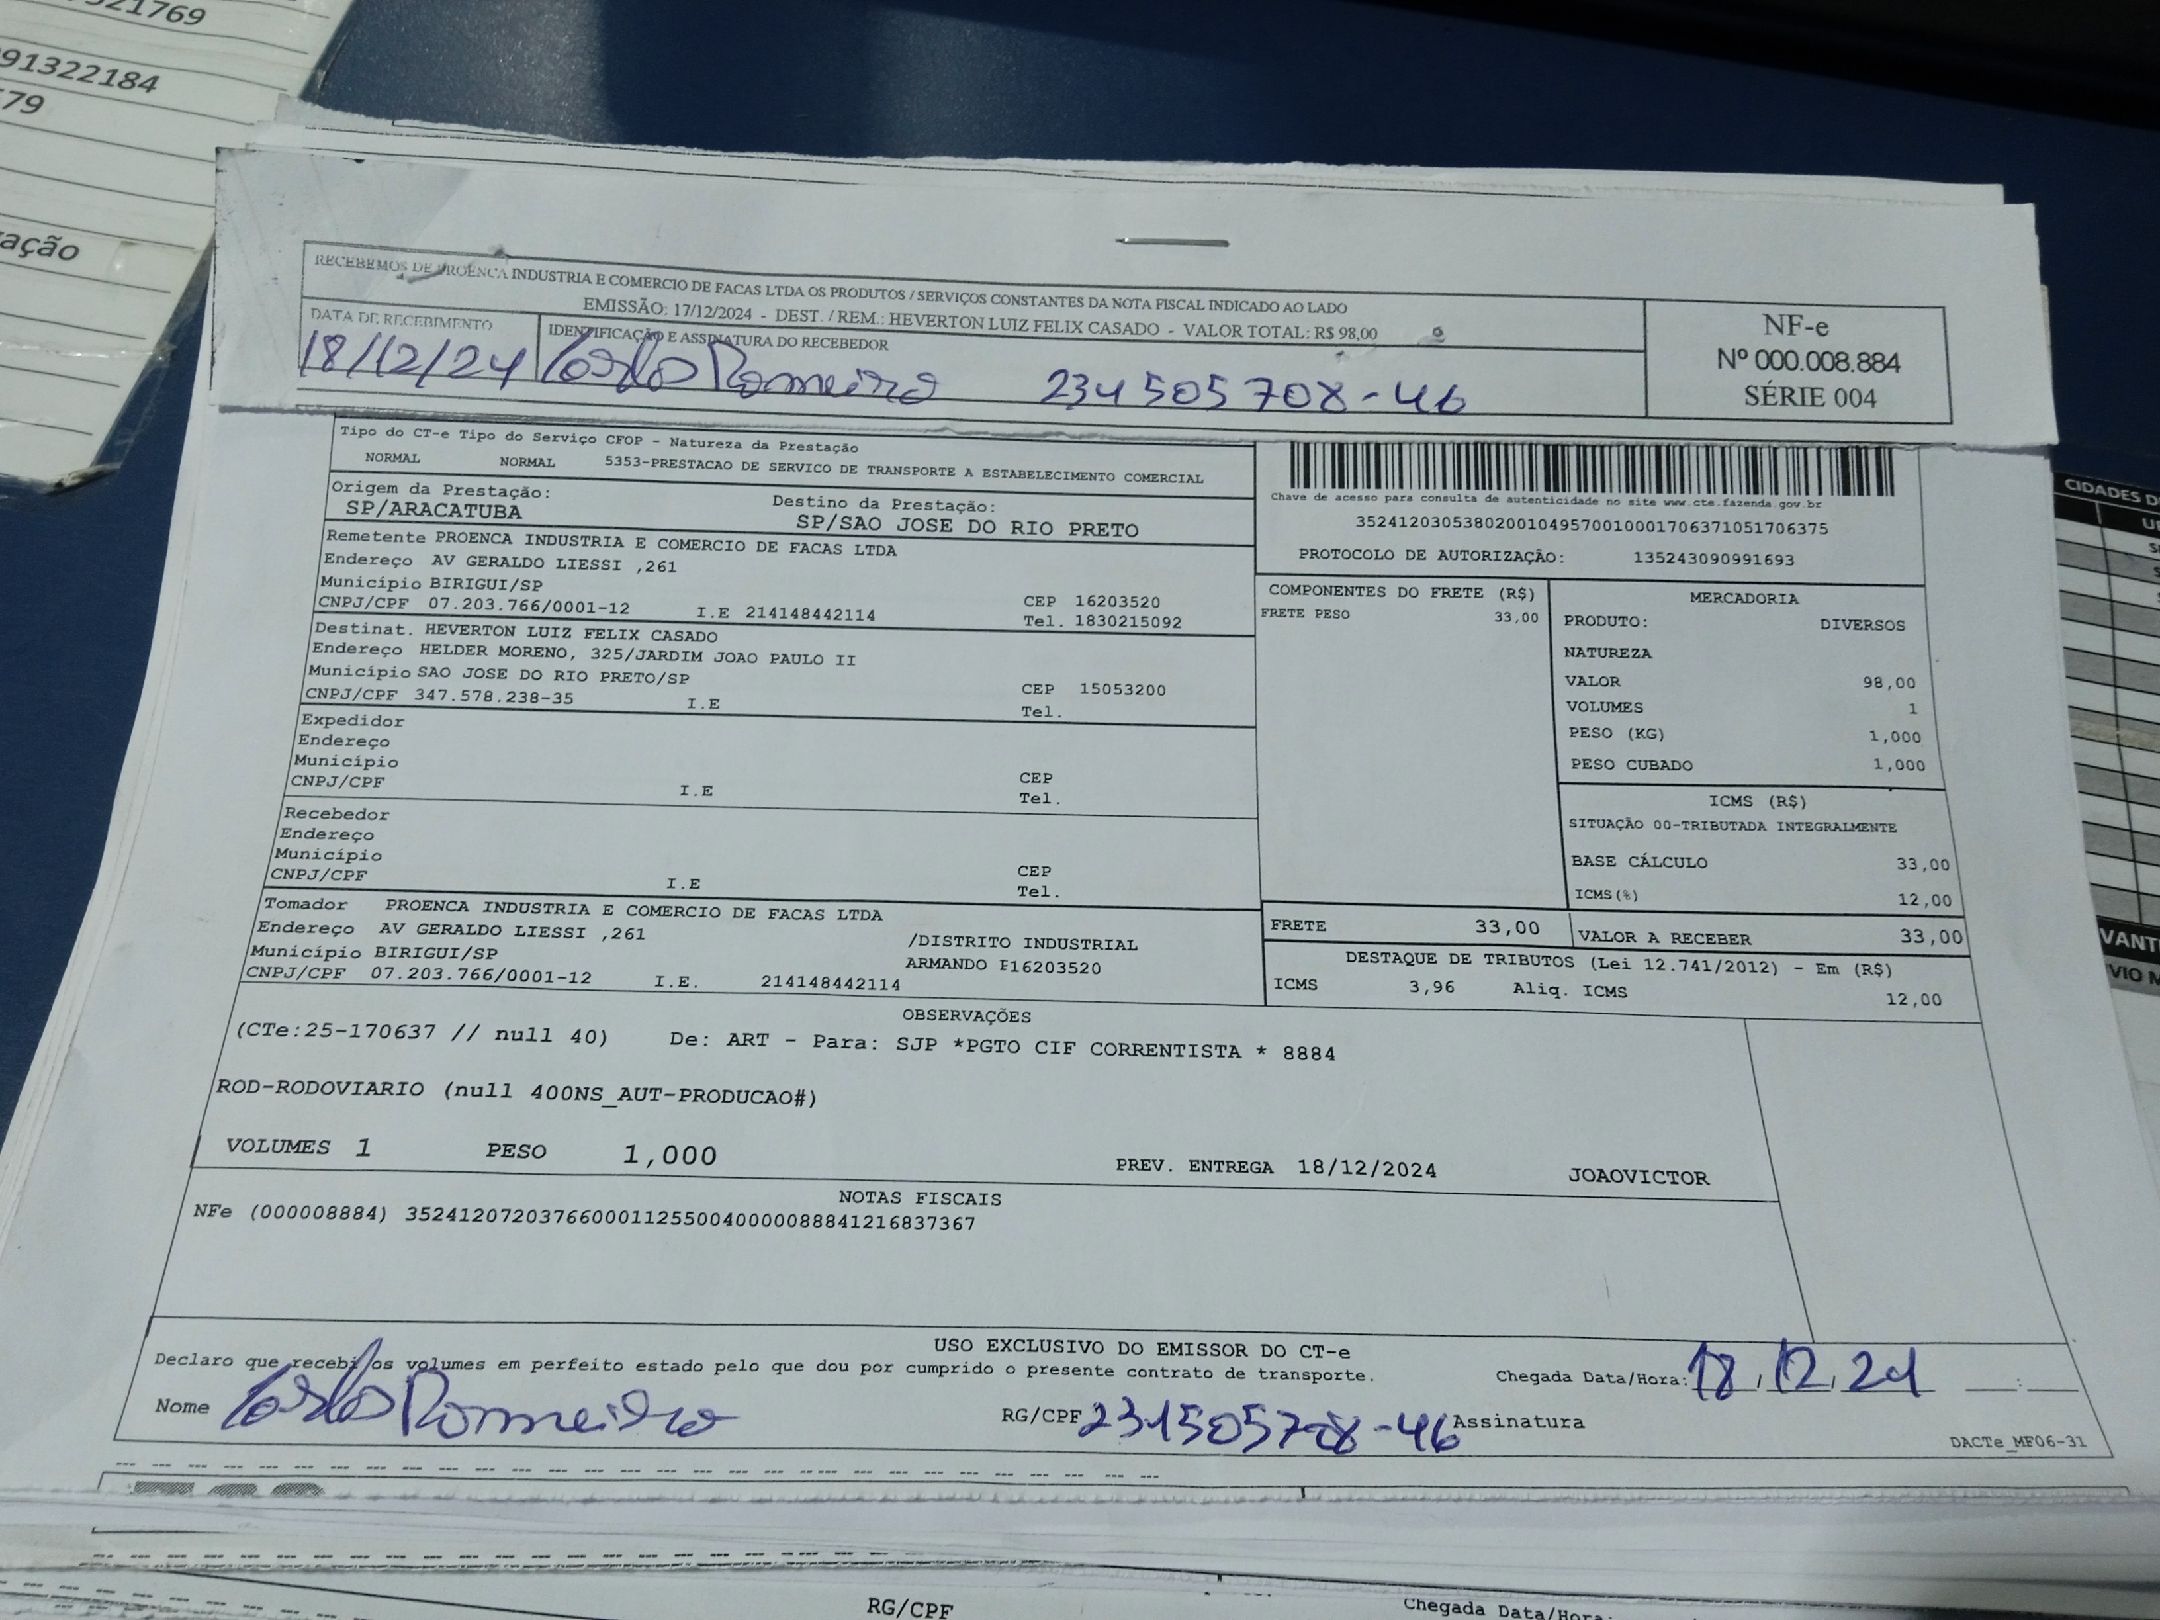 21769
91322184
79
ação
RECEBEMOS DE PROENCA INDUSTRIA E COMERCIO DE FACAS LTDA OS PRODUTOS / SERVIÇOS CONSTANTES DA NOTA FISCAL INDICADO AO LADO
EMISSÃO: 17/12/2024 - DEST. / REM.: HEVERTON LUIZ FELIX CASADO - VALOR TOTAL: R$ 98,00
DATA DE RECEBIMENTO
IDENTIFICAÇÃO E ASSINATURA DO RECEBEDOR
18/12/24 Carlos Romeiro 234505708-46
NF-e
Nº 000.008.884
SÉRIE 004
Tipo do CT-e Tipo do Serviço CFOP - Natureza da Prestação
NORMAL NORMAL 5353-PRESTACAO DE SERVICO DE TRANSPORTE A ESTABELECIMENTO COMERCIAL
Origem da Prestação: Destino da Prestação:
SP/ARACATUBA SP/SAO JOSE DO RIO PRETO
Remetente PROENCA INDUSTRIA E COMERCIO DE FACAS LTDA
Endereço AV GERALDO LIESSI ,261
Município BIRIGUI/SP CEP 16203520
CNPJ/CPF 07.203.766/0001-12 I.E 214148442114 Tel. 1830215092
Destinat. HEVERTON LUIZ FELIX CASADO
Endereço HELDER MORENO, 325/JARDIM JOAO PAULO II
Município SAO JOSE DO RIO PRETO/SP CEP 15053200
CNPJ/CPF 347.578.238-35 I.E Tel.
Expedidor
Endereço
Município CEP
CNPJ/CPF I.E Tel.
Recebedor
Endereço
Município CEP
CNPJ/CPF I.E Tel.
Tomador PROENCA INDUSTRIA E COMERCIO DE FACAS LTDA
Endereço AV GERALDO LIESSI ,261 /DISTRITO INDUSTRIAL
Município BIRIGUI/SP ARMANDO E16203520
CNPJ/CPF 07.203.766/0001-12 I.E. 214148442114
Chave de acesso para consulta de autenticidade no site www.cte.fazenda.gov.br
35241203053802001049570010001706371051706375
PROTOCOLO DE AUTORIZAÇÃO: 135243090991693
COMPONENTES DO FRETE (R$)
FRETE PESO 33,00
MERCADORIA
PRODUTO: DIVERSOS
NATUREZA
VALOR 98,00
VOLUMES 1
PESO (KG) 1,000
PESO CUBADO 1,000
ICMS (R$)
SITUAÇÃO 00-TRIBUTADA INTEGRALMENTE
BASE CÁLCULO 33,00
ICMS(%) 12,00
FRETE 33,00 VALOR A RECEBER 33,00
DESTAQUE DE TRIBUTOS (Lei 12.741/2012) - Em (R$)
ICMS 3,96 Aliq. ICMS 12,00
OBSERVAÇÕES
(CTe:25-170637 // null 40) De: ART - Para: SJP *PGTO CIF CORRENTISTA * 8884
ROD-RODOVIARIO (null 400NS_AUT-PRODUCAO#)
VOLUMES 1 PESO 1,000 PREV. ENTREGA 18/12/2024 JOAOVICTOR
NOTAS FISCAIS
NFe (000008884) 35241207203766000112550040000088841216837367
USO EXCLUSIVO DO EMISSOR DO CT-e
Declaro que recebi os volumes em perfeito estado pelo que dou por cumprido o presente contrato de transporte.
Chegada Data/Hora: 18,12,24 __:__
Nome Carlos Romeiro RG/CPF 231505708-46 Assinatura
DACTe_MF06-31
RG/CPF Chegada Data/Hora:
CIDADES D
VANT
VIO M